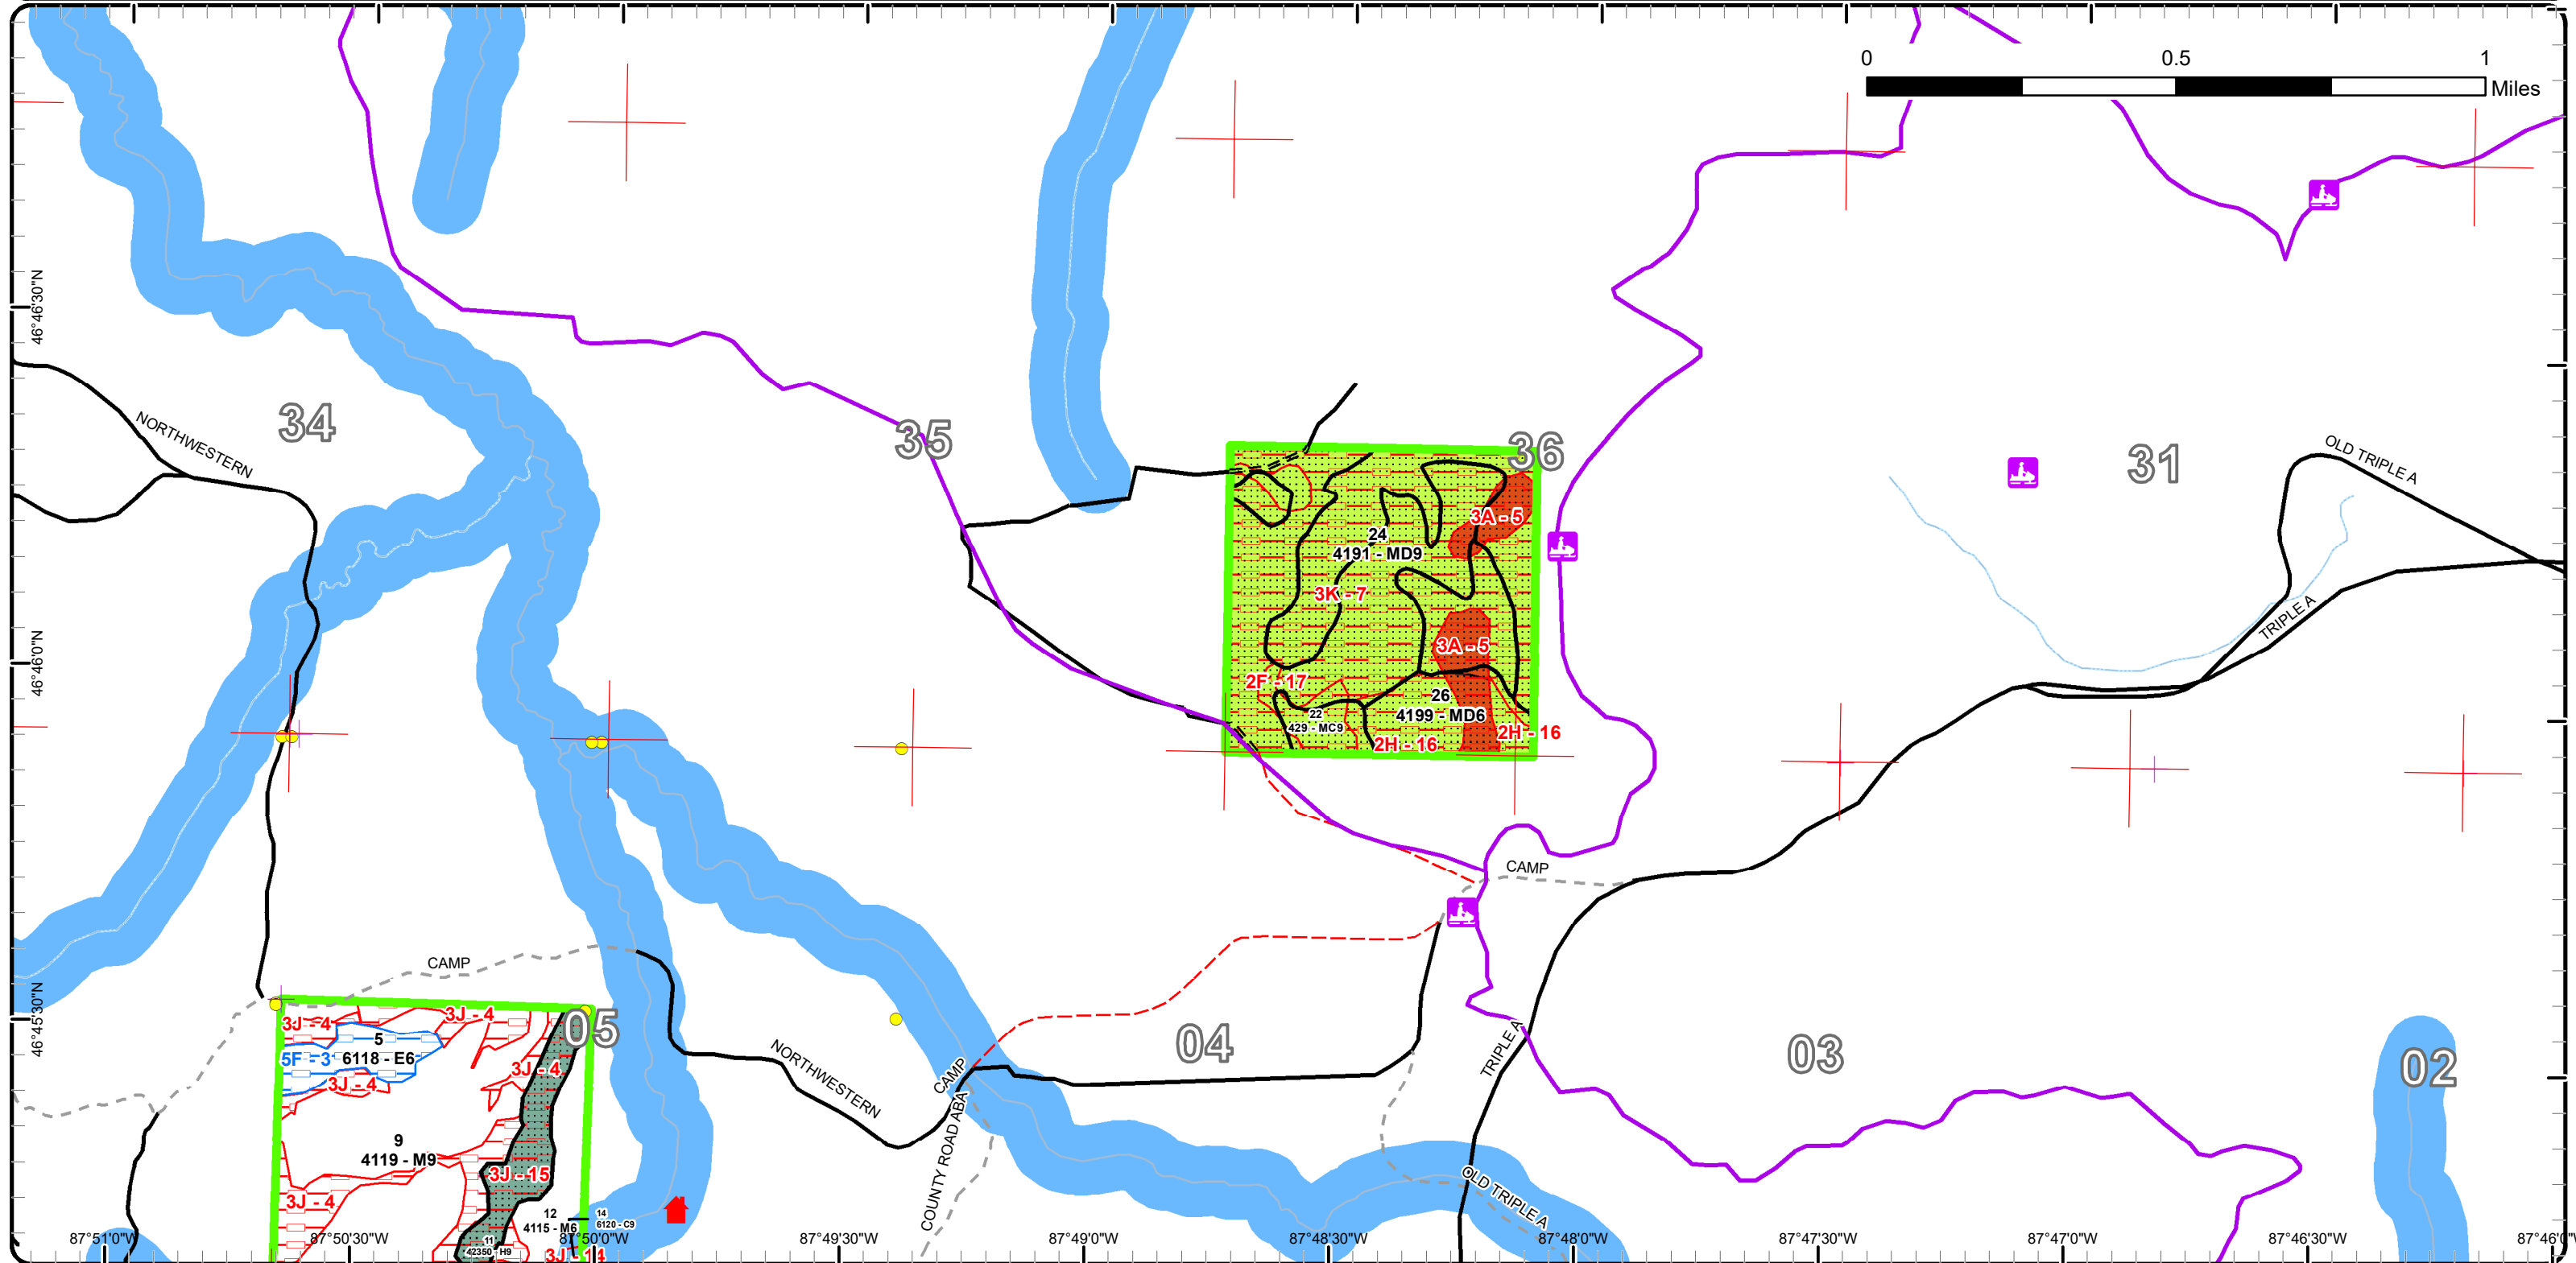 0 0.5 1
Miles
46°46'30"N
34
NORTHWESTERN
35
36
31
OLD TRIPLE A
3A - 5
24
4191 - MD9
3K - 7
46°46'0"N
TRIPLE A
3A - 5
2F - 17
26
4199 - MD6
22
429 - MC9
2H - 16
2H - 16
CAMP
CAMP
46°45'30"N
3J - 4
3J - 4
05
5
5F - 3
6118 - E6
3J - 4
3J - 4
04
03
02
TRIPLE A
NORTHWESTERN
CAMP
COUNTY ROAD ABA
9
4119 - M9
3J - 15
3J - 4
OLD TRIPLE A
12
4115 - M6
14
6120 - C9
11
42350 - H9
3J - 14
87°51'0"W 87°50'30"W 87°50'0"W 87°49'30"W 87°49'0"W 87°48'30"W 87°48'0"W 87°47'30"W 87°47'0"W 87°46'30"W 87°46'0"W